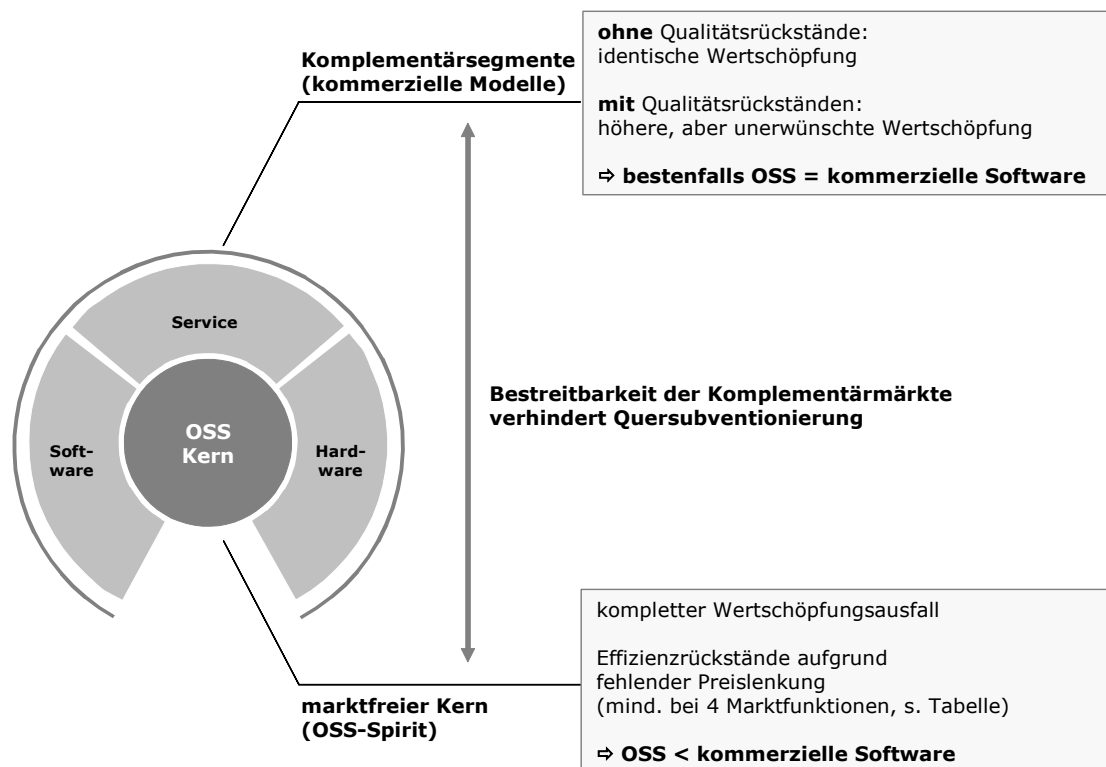 Komplementärsegmente
(kommerzielle Modelle)
ohne Qualitätsrückstände:
identische Wertschöpfung
mit Qualitätsrückständen:
höhere, aber unerwünschte Wertschöpfung
⇨ bestenfalls OSS = kommerzielle Software
Service
Soft-
ware
OSS
Kern
Hard-
ware
Bestreitbarkeit der Komplementärmärkte
verhindert Quersubventionierung
marktfreier Kern
(OSS-Spirit)
kompletter Wertschöpfungsausfall
Effizienzrückstände aufgrund
fehlender Preislenkung
(mind. bei 4 Marktfunktionen, s. Tabelle)
⇨ OSS < kommerzielle Software